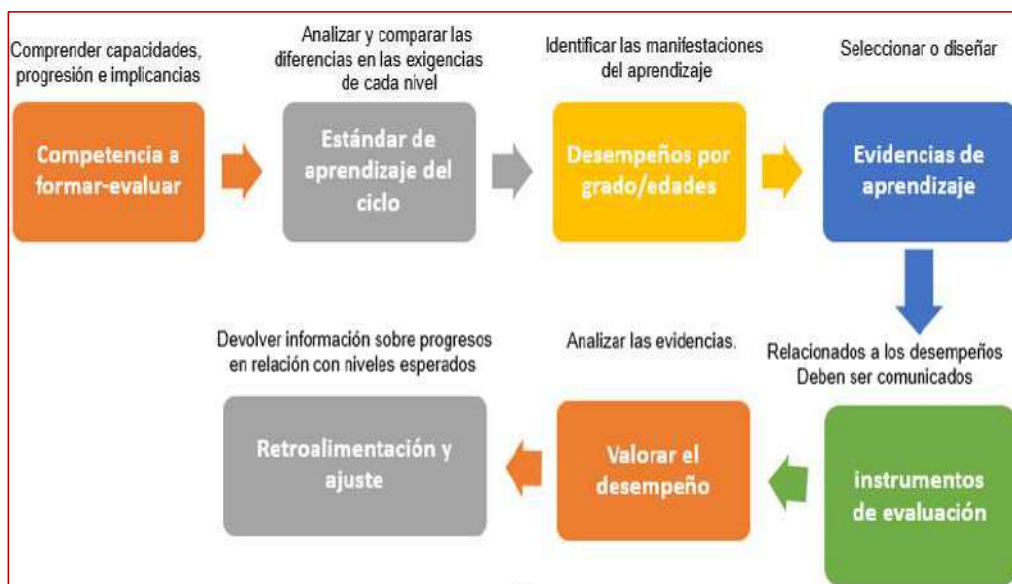 Comprender capacidades,
progresión e implicancias
Competencia a
formar-evaluar
Analizar y comparar las
diferencias en las exigencias
de cada nivel
Estándar de
aprendizaje del
ciclo
Identificar las manifestaciones
del aprendizaje
Desempeños por
grado/edades
Seleccionar o diseñar
Evidencias de
aprendizaje
Relacionados a los desempeños
Deben ser comunicados
instrumentos
de evaluación
Analizar las evidencias.
Valorar el
desempeño
Devolver información sobre progresos
en relación con niveles esperados
Retroalimentación y
ajuste